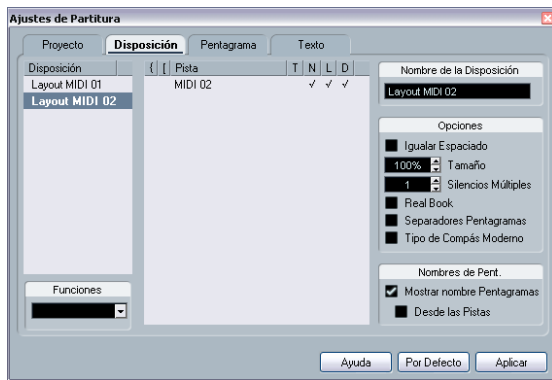 Ajustes de Partitura
Proyecto Disposición Pentagrama Texto
Disposición
Layout MIDI 01
Layout MIDI 02
{ [ Pista T N L D
MIDI 02 ✓ ✓ ✓
Nombre de la Disposición
Layout MIDI 02
Opciones
Igualar Espaciado
100% Tamaño
1 Silencios Múltiples
Real Book
Separadores Pentagramas
Tipo de Compás Moderno
Nombres de Pent.
Mostrar nombre Pentagramas
Desde las Pistas
Funciones
Ayuda Por Defecto Aplicar